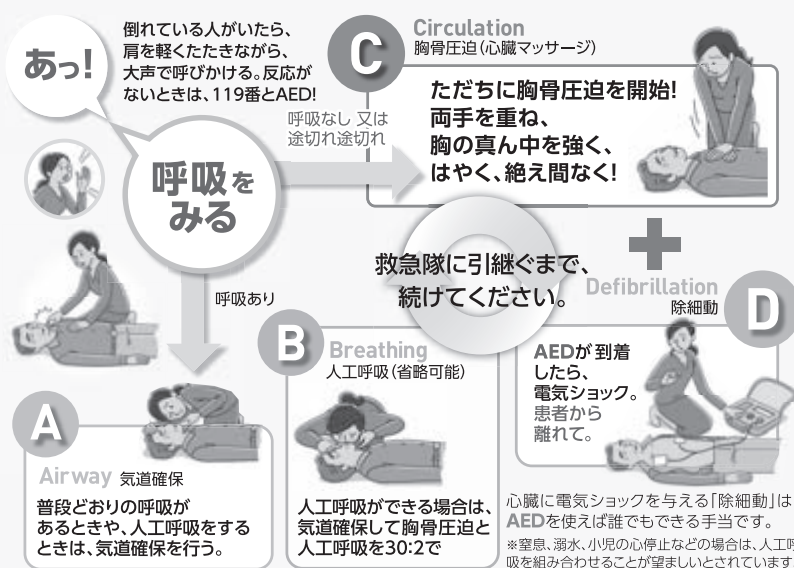 あっ!
倒れている人がいたら、
肩を軽くたたきながら、
大声で呼びかける。反応が
ないときは、119番とAED!
呼吸を
みる
呼吸なし 又は
途切れ途切れ
C
Circulation
胸骨圧迫(心臓マッサージ)
ただちに胸骨圧迫を開始!
両手を重ね、
胸の真ん中を強く、
はやく、絶え間なく!
救急隊に引継ぐまで、
続けてください。
呼吸あり
A
Airway 気道確保
普段どおりの呼吸が
あるときや、人工呼吸をする
ときは、気道確保を行う。
B
Breathing
人工呼吸(省略可能)
人工呼吸ができる場合は、
気道確保して胸骨圧迫と
人工呼吸を30:2で
D
Defibrillation
除細動
AEDが到着
したら、
電気ショック。
患者から
離れて。
心臓に電気ショックを与える「除細動」は
AEDを使えば誰でもできる手当です。
※窒息、溺水、小児の心停止などの場合は、人工呼
吸を組み合わせることが望ましいとされています